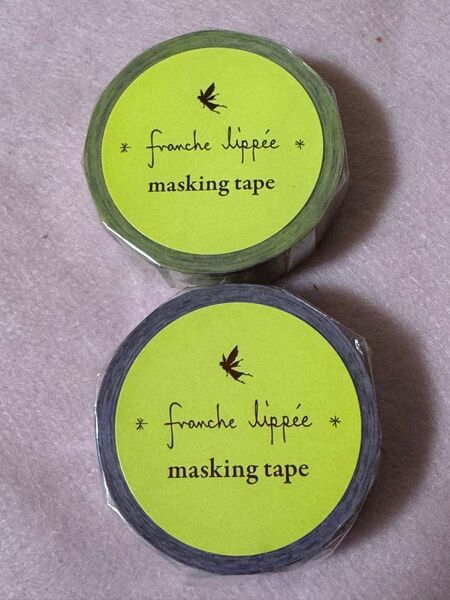 * franche lippée *
masking tape
* franche lippée *
masking tape